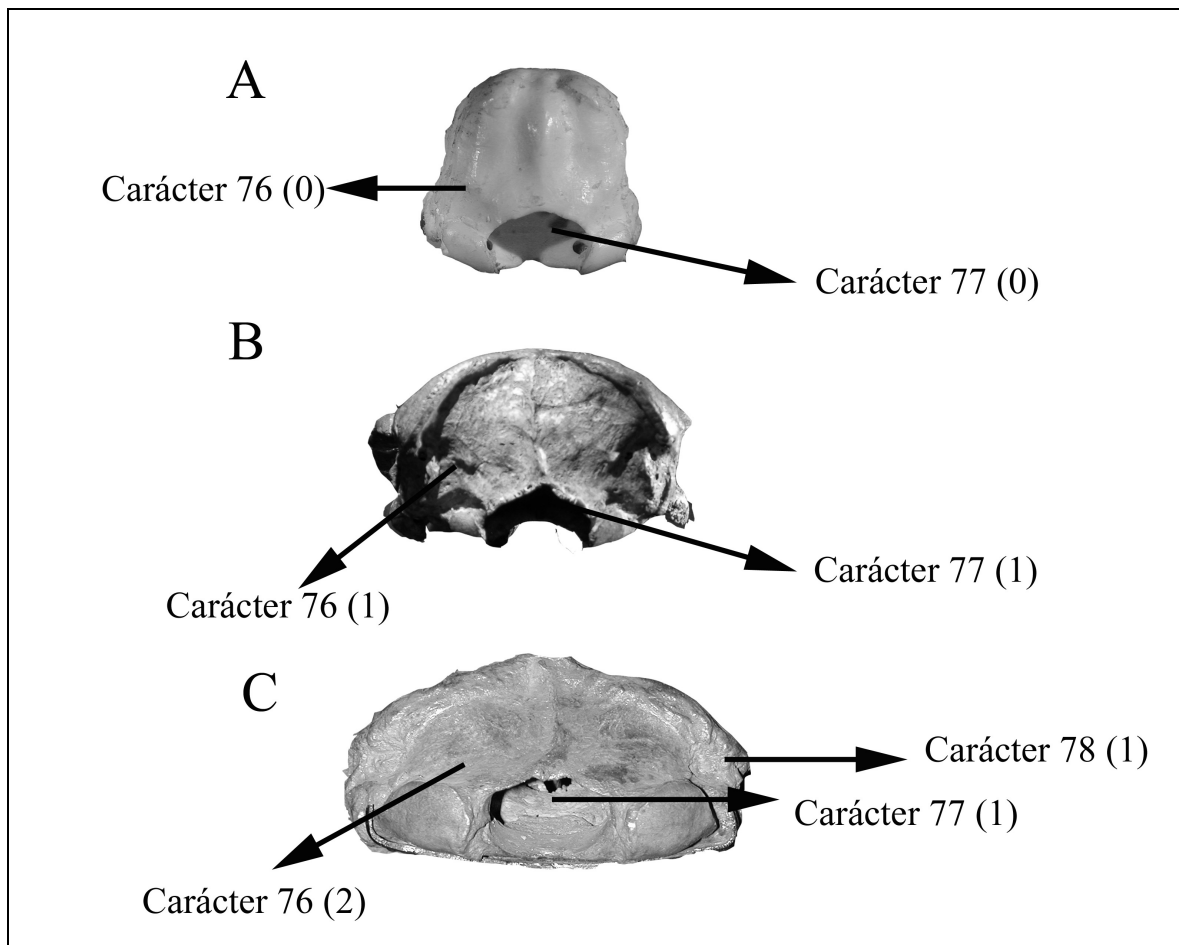 A
Carácter 76 (0)
Carácter 77 (0)
B
Carácter 77 (1)
Carácter 76 (1)
C
Carácter 78 (1)
Carácter 77 (1)
Carácter 76 (2)